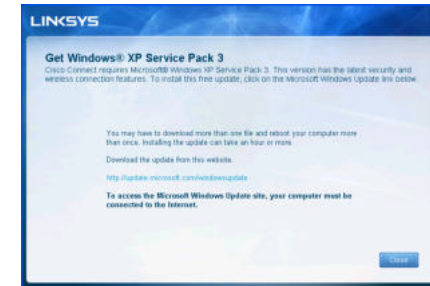 LINKSYS
Get Windows® XP Service Pack 3
Cisco Connect requires Microsoft® Windows XP Service Pack 3. This version has the latest security and
wireless connection features. To install this free update, click on the Microsoft Windows Update link below.
You may have to download more than one file and reboot your computer more
than once. Installing the update can take an hour or more.
Download the update from this website.
http://update.microsoft.com/windowsupdate
To access the Microsoft Windows Update site, your computer must be
connected to the Internet.
Close